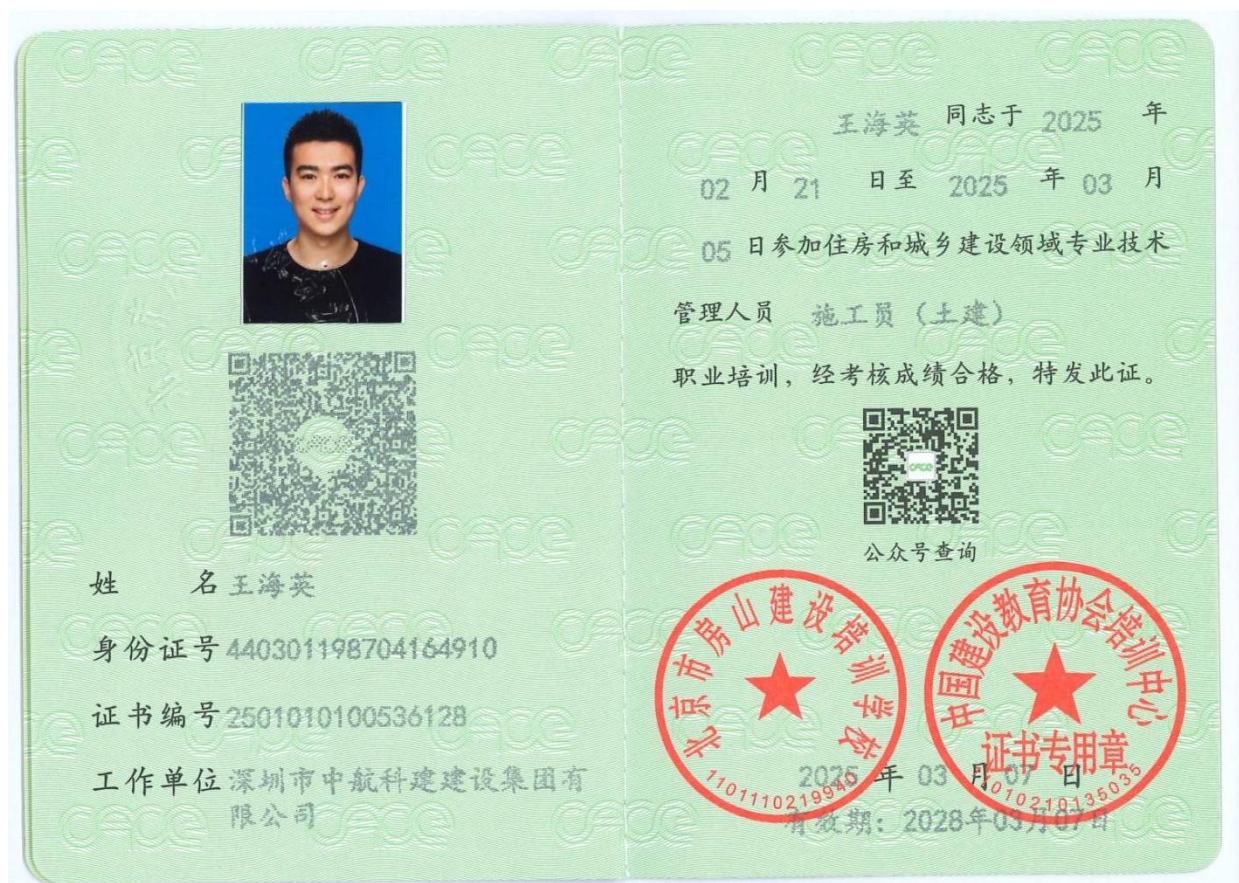 姓 名 王海英
身份证号 440301198704164910
证书编号 2501010100536128
工作单位 深圳市中航科建建设集团有
限公司
王海英 同志于 2025 年
02 月 21 日至 2025 年 03 月
05 日参加住房和城乡建设领域专业技术
管理人员 施工员（土建）
职业培训，经考核成绩合格，特发此证。
公众号查询
北京市房山建设培训学校
1101110219940
中国建设教育协会培训中心
证书专用章
2025 年 03 月 07 日
有效期：2028年03月07日